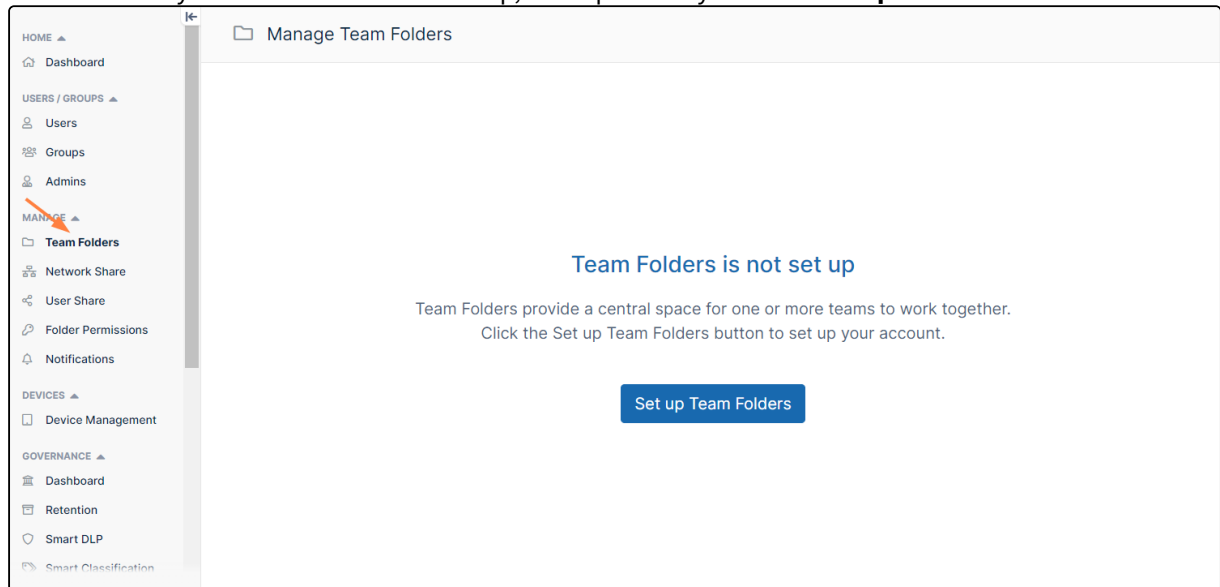 HOME
Dashboard
USERS / GROUPS
Users
Groups
Admins
MANAGE
Team Folders
Network Share
User Share
Folder Permissions
Notifications
DEVICES
Device Management
GOVERNANCE
Dashboard
Retention
Smart DLP
Smart Classification
Manage Team Folders
Team Folders is not set up
Team Folders provide a central space for one or more teams to work together.
Click the Set up Team Folders button to set up your account.
Set up Team Folders